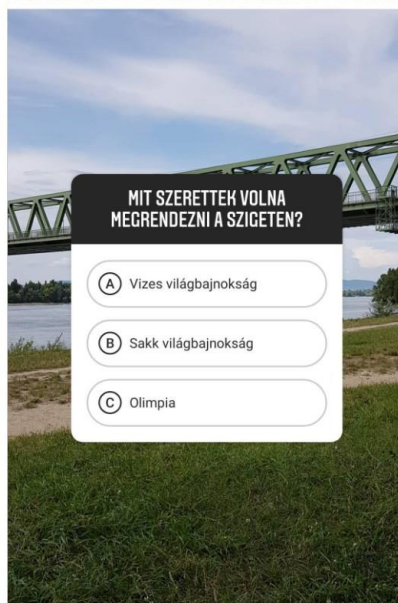 MIT SZERETTEK VOLNA
MEGRENDEZNI A SZIGETEN?
A Vizes világbajnokság
B Sakk világbajnokság
C Olimpia